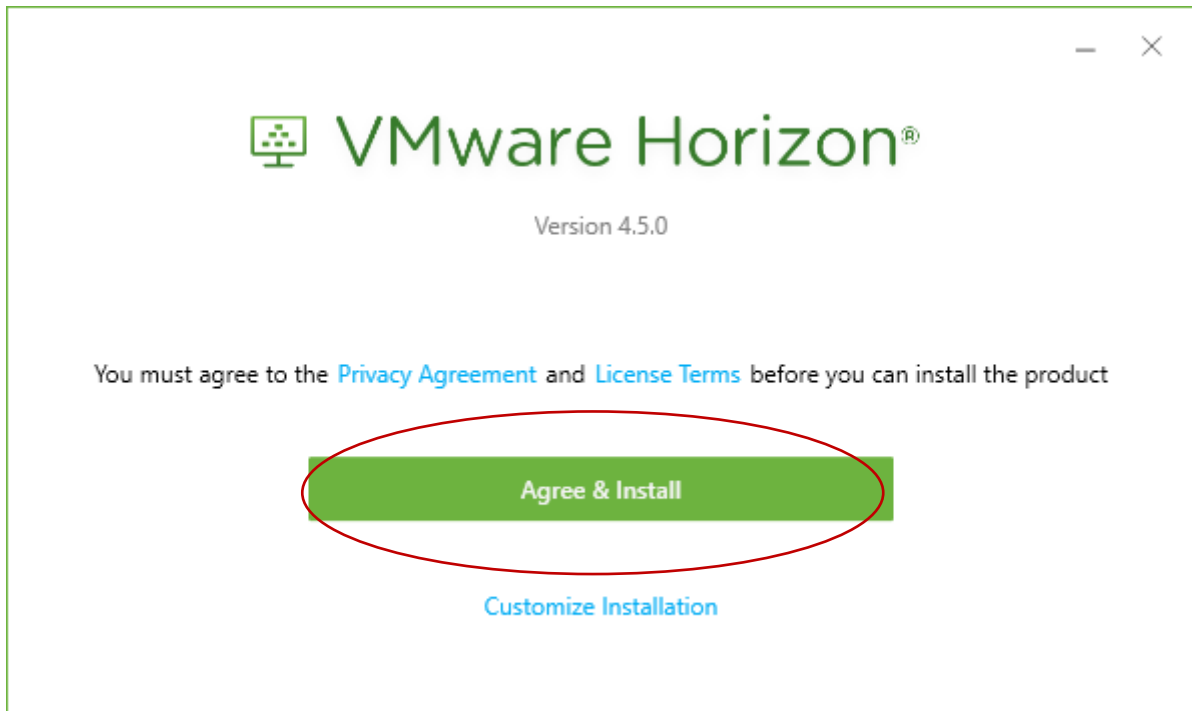 VMware Horizon®
Version 4.5.0
You must agree to the Privacy Agreement and License Terms before you can install the product
Agree & Install
Customize Installation